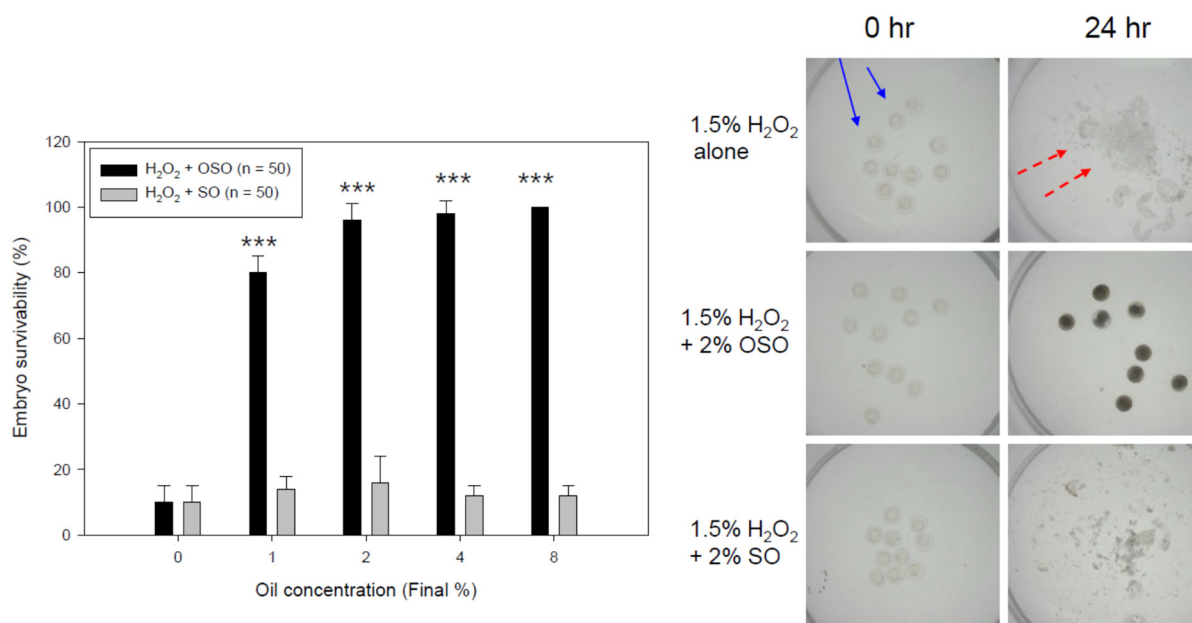 0 hr 24 hr
1.5% H₂O₂
alone
1.5% H₂O₂
+ 2% OSO
1.5% H₂O₂
+ 2% SO
Embryo survivability (%)
120
100
80
60
40
20
0
H₂O₂ + OSO (n = 50)
H₂O₂ + SO (n = 50)
*** *** *** ***
0 1 2 4 8
Oil concentration (Final %)